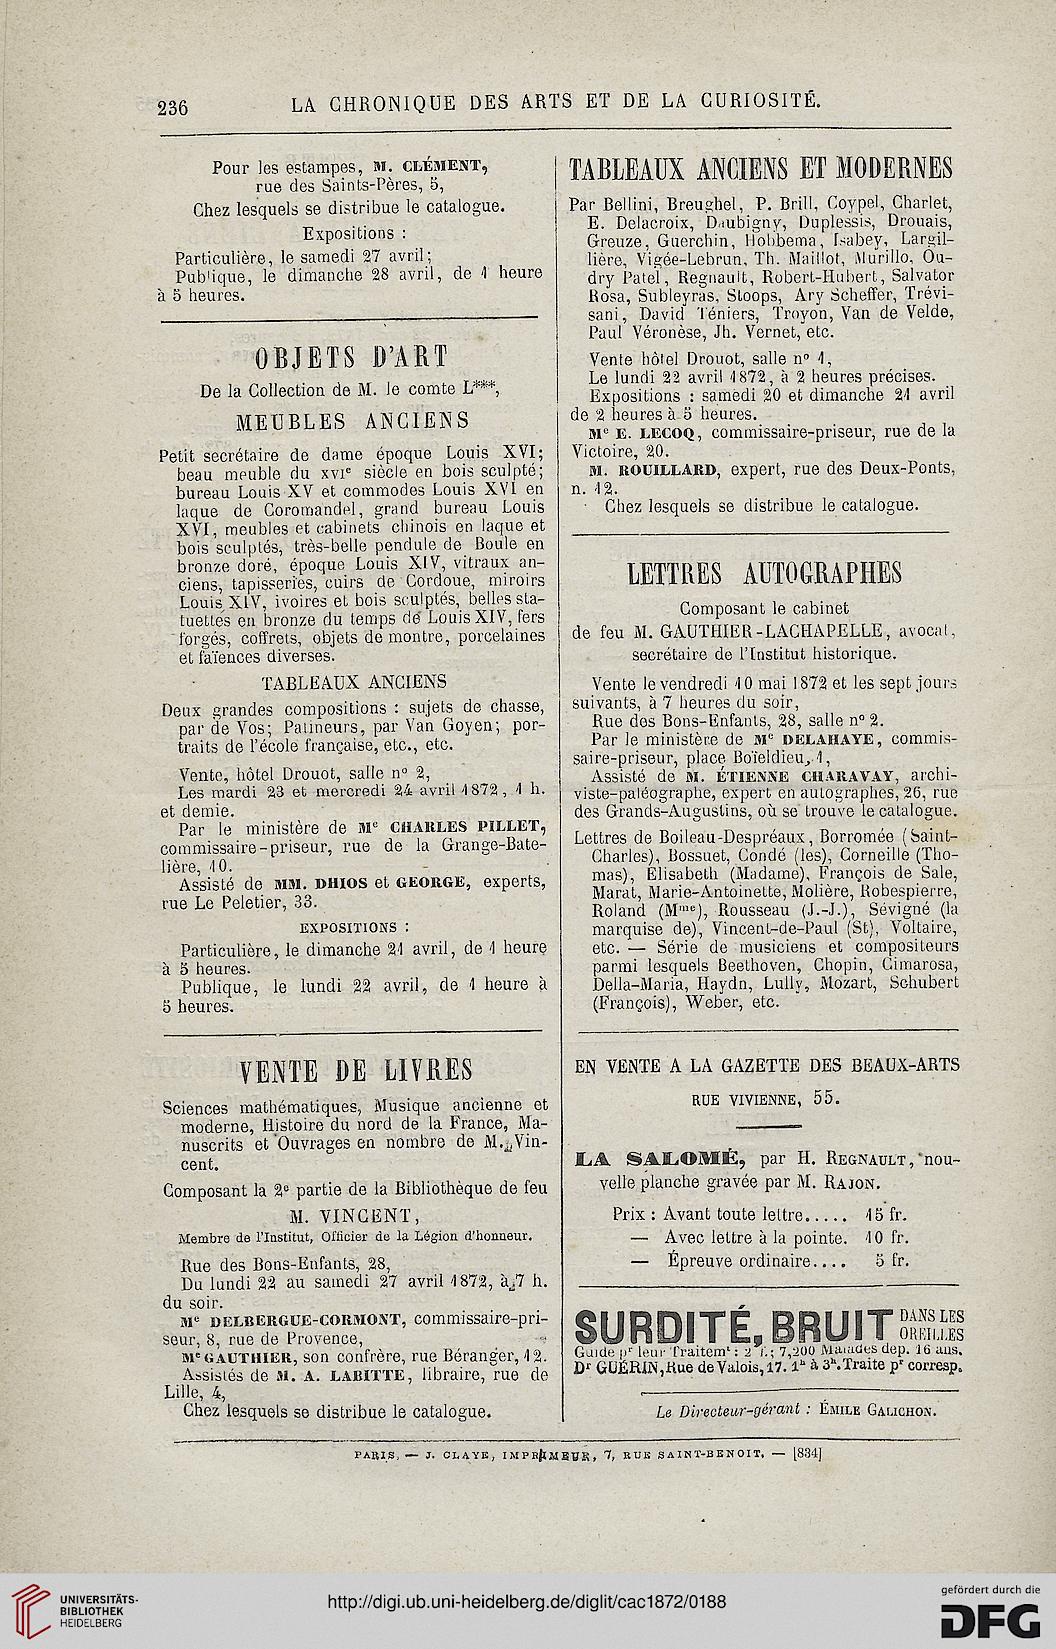 236
LA CHRONIQUE DES ARTS ET DE LA CURIOSITÉ.
Pour les estampes, M. CLÉMENT,
rue des Saints-Pères, 5,
Chez lesquels se distribue le catalogue.
Expositions :
Particulière, le samedi 27 avril;
Publique, le dimanche 28 avril, de 1 heure
à 5 heures.
OBJETS D'ART
De la Collection de M. le comte L***,
MEUBLES ANCIENS
Petit secrétaire de dame époque Louis XVI;
beau meuble du XVIe siècle en bois sculpté;
bureau Louis XV et commodes Louis XVI en
laque de Coromandel, grand bureau Louis
XVI, meubles et cabinets chinois en laque et
bois sculptés, très-belle pendule de Boule en
bronze doré, époque Louis XIV, vitraux an-
ciens, tapisseries, cuirs de Cordoue, miroirs
Louis XIV, ivoires et bois sculptés, belles sta-
tuettes en bronze du temps de Louis XIV, fers
forgés, coffrets, objets de montre, porcelaines
et faïences diverses.
TABLEAUX ANCIENS
Deux grandes compositions : sujets de chasse,
par de Vos; Patineurs, par Van Goyen; por-
traits de l'école française, etc., etc.
Vente, hôtel Drouot, salle n° 2,
Les mardi 23 et mercredi 24 avril 1872, 1 h.
et demie.
Par le ministère de Me CHARLES PILLET,
commissaire-priseur, rue de la Grange-Bate-
lière, 10.
Assisté de MM. DHIOS et GEORGE, experts,
rue Le Peletier, 33.
EXPOSITIONS :
Particulière, le dimanche 21 avril, de 1 heure
à 5 heures.
Publique, le lundi 22 avril, de 1 heure à
5 heures.
VENTE DE LIVRES
Sciences mathématiques, Musique ancienne et
moderne, Histoire du nord de la France, Ma-
nuscrits et Ouvrages en nombre de M. Vin-
cent.
Composant la 2e partie de la Bibliothèque de feu
M. VINCENT,
Membre de l'Institut, Officier de la Légion d'honneur.
Rue des Bons-Enfants, 28,
Du lundi 22 au samedi 27 avril 1872, à 7 h.
du soir.
Me DELBERGUE-CORMONT, commissaire-pri-
seur, 8, rue de Provence,
Me GAUTHIER, son confrère, rue Béranger, 12.
Assistés de M. A. LABITTE, libraire, rue de
Lille, 4,
Chez lesquels se distribue le catalogue.
TABLEAUX ANCIENS ET MODERNES
Par Bellini, Breughel, P. Brill, Coypel, Charlet,
E. Delacroix, Daubigny, Duplessis, Drouais,
Greuze, Guerchin, Hobbema, Isabey, Largil-
lière, Vigée-Lebrun, Th. Maillot, Murillo, Ou-
dry Patel, Regnault, Robert-Hubert, Salvator
Rosa, Subleyras, Stoops, Ary Scheffer, Trévi-
sani, David Téniers, Troyon, Van de Velde,
Paul Véronèse, Jh. Vernet, etc.
Vente hôtel Drouot, salle n° 1,
Le lundi 22 avril 1872, à 2 heures précises.
Expositions : samedi 20 et dimanche 21 avril
de 2 heures à 5 heures.
Me E. LECOQ, commissaire-priseur, rue de la
Victoire, 20.
M. ROUILLARD, expert, rue des Deux-Ponts,
n. 12.
Chez lesquels se distribue le catalogue.
LETTRES AUTOGRAPHES
Composant le cabinet
de feu M. GAUTHIER-LACHAPELLE, avocat,
secrétaire de l'Institut historique.
Vente le vendredi 10 mai 1872 et les sept jours
suivants, à 7 heures du soir,
Rue des Bons-Enfants, 28, salle n° 2.
Par le ministère de Me DELAHAYE, commis-
saire-priseur, place Boïeldieu, 1,
Assisté de M. ÉTIENNE CHARAVAY, archi-
viste-paléographe, expert en autographes, 26, rue
des Grands-Augustins, où se trouve le catalogue.
Lettres de Boileau-Despréaux, Borromée (Saint-
Charles), Bossuet, Condé (les), Corneille (Tho-
mas), Elisabeth (Madame), François de Sale,
Marat, Marie-Antoinette, Molière, Robespierre,
Roland (Mme), Rousseau (J.-J.), Sévigné (la
marquise de), Vincent-de-Paul (St), Voltaire,
etc. — Série de musiciens et compositeurs
parmi lesquels Beethoven, Chopin, Cimarosa,
Della-Maria, Haydn, Lully, Mozart, Schubert
(François), Weber, etc.
EN VENTE A LA GAZETTE DES BEAUX-ARTS
RUE VIVIENNE, 55.
LA SALOMÉ, par H. REGNAULT, nou-
velle planche gravée par M. RAJON.
Prix : Avant toute lettre..... 15 fr.
— Avec lettre à la pointe. 10 fr.
— Épreuve ordinaire.... 5 fr.
SURDITÉ, BRUIT DANS LES OREILLES
Guide pr leur Traitemt : 2 f.; 7,200 Malades dep. 16 ans.
Dr GUÉRIN, Rue de Valois, 17. 1h à 3h. Traite pr corresp.
Le Directeur-gérant : ÉMILE GALICHON.
PARIS. — J. CLAYE, IMPRIMEUR, 7, RUE SAINT-BENOIT. — [834]
UNIVERSITÄTS-
BIBLIOTHEK
HEIDELBERG
http://digi.ub.uni-heidelberg.de/diglit/cac1872/0188
gefördert durch die
DFG